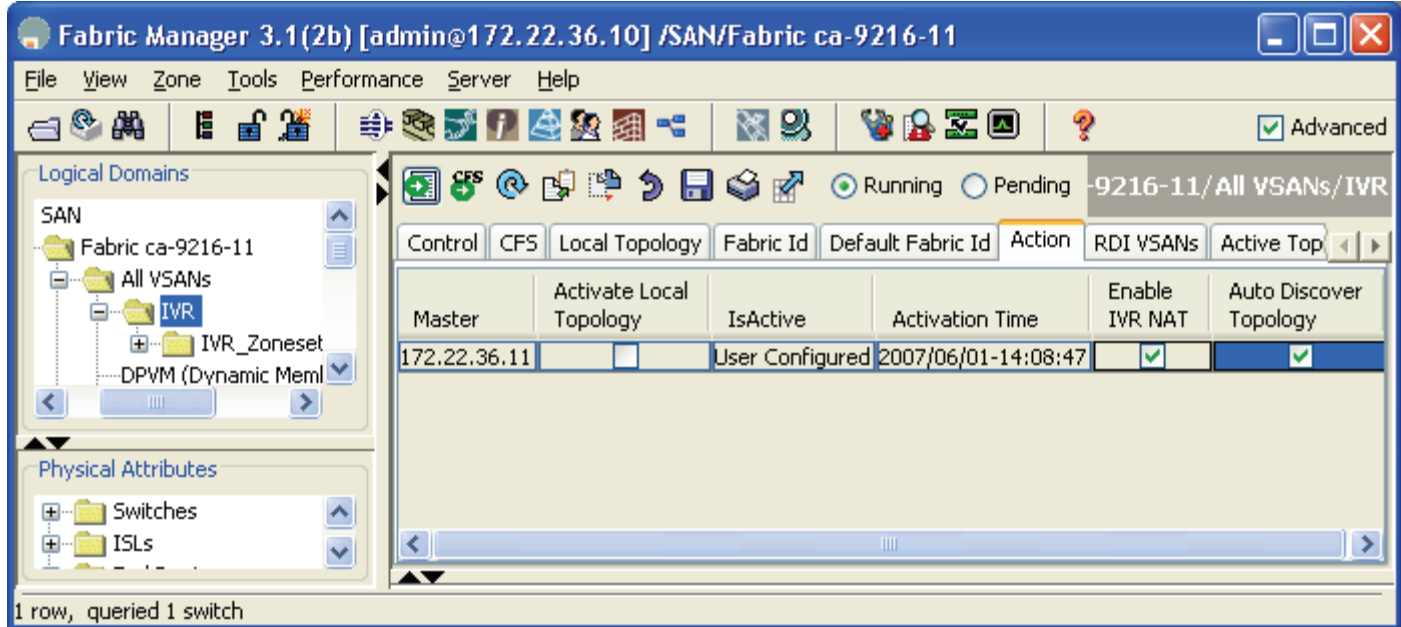 Fabric Manager 3.1(2b) [admin@172.22.36.10] /SAN/Fabric ca-9216-11
File View Zone Tools Performance Server Help
Advanced
Logical Domains
SAN
Fabric ca-9216-11
All VSANs
IVR
IVR_Zoneset
DPVM (Dynamic Meml
Physical Attributes
Switches
ISLs
CFS
Running Pending -9216-11/All VSANs/IVR
Control CFS Local Topology Fabric Id Default Fabric Id Action RDI VSANs Active Top
Master Activate Local Topology IsActive Activation Time Enable IVR NAT Auto Discover Topology
172.22.36.11 User Configured 2007/06/01-14:08:47
1 row, queried 1 switch